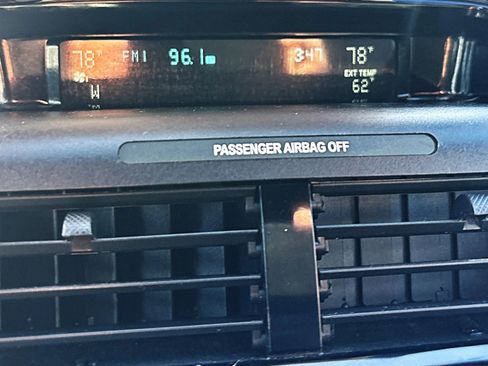 78°F FM1 96.1 3:47 78°F
EXT TEMP
W 62°F
PASSENGER AIRBAG OFF